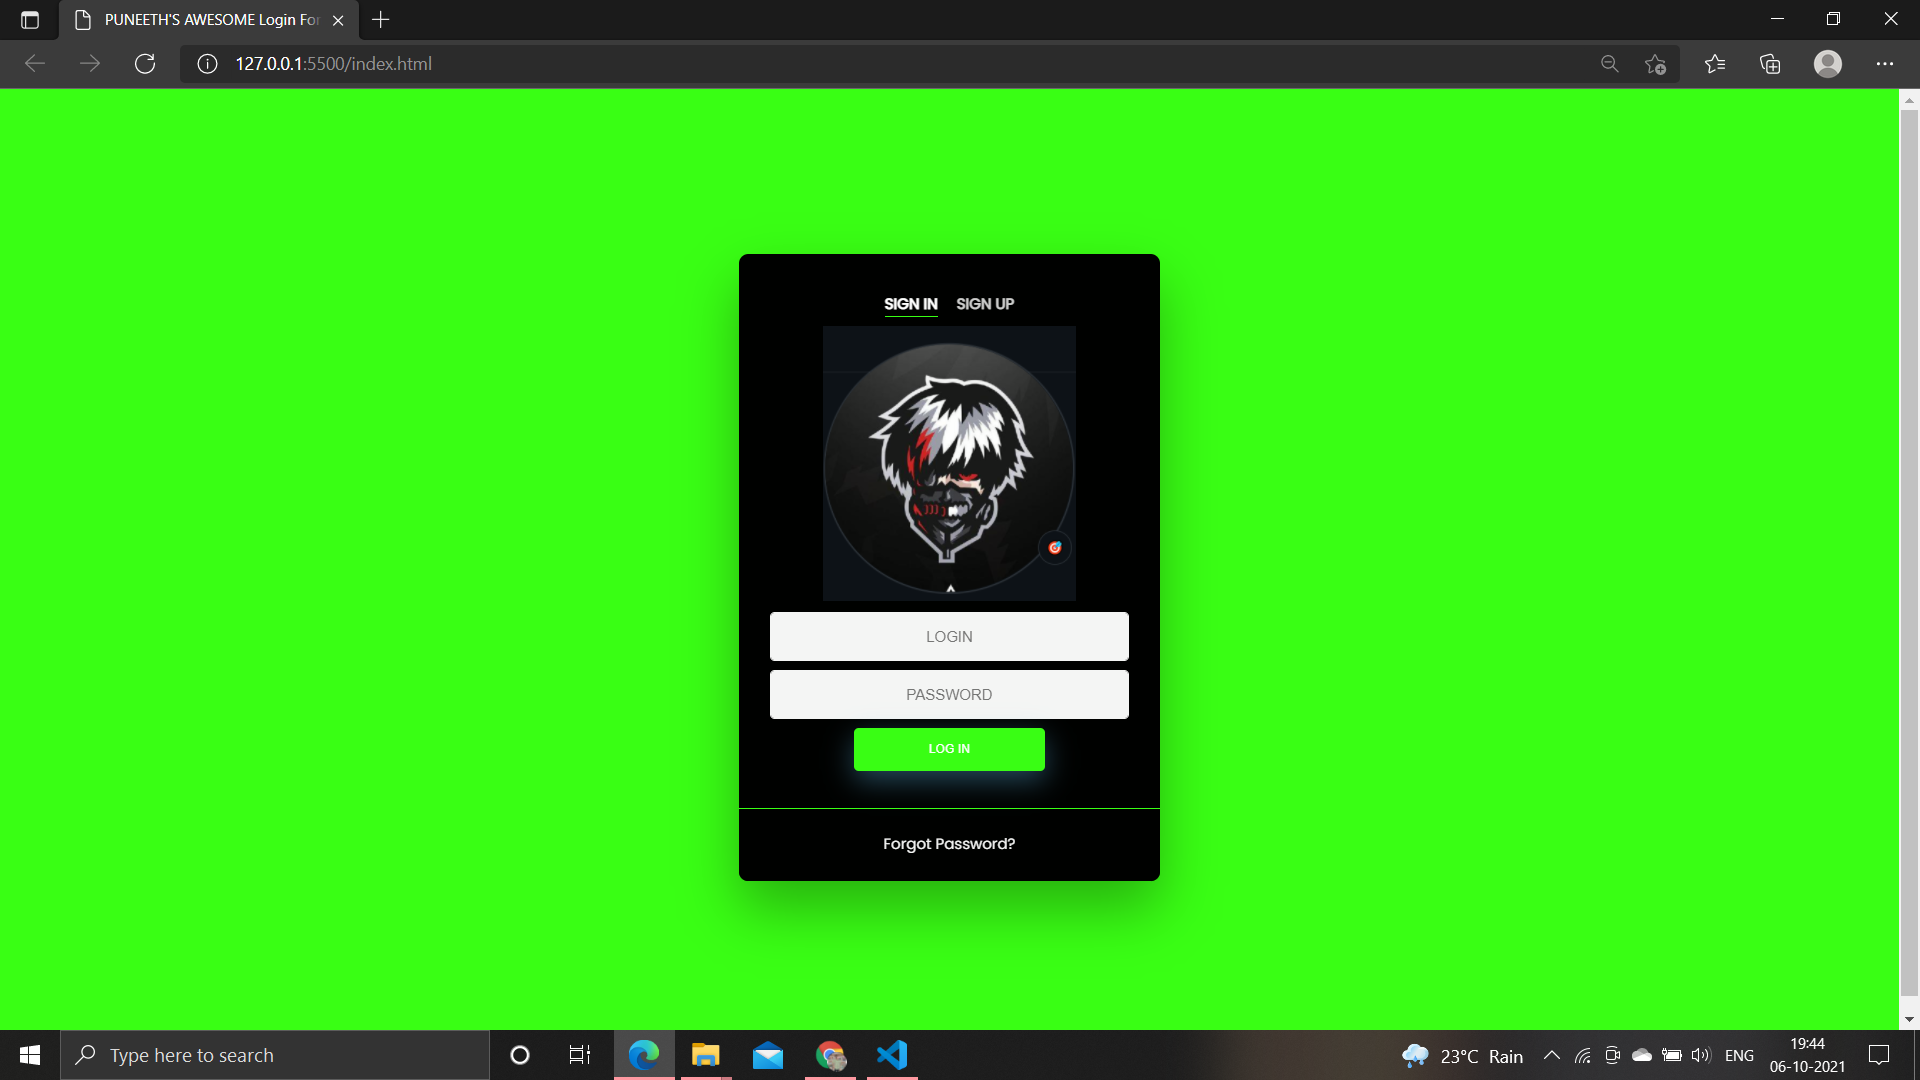 PUNEETH'S AWESOME Login For
127.0.0.1:5500/index.html
SIGN IN SIGN UP
LOGIN
PASSWORD
LOG IN
Forgot Password?
Type here to search
23°C Rain
ENG
19:44
06-10-2021